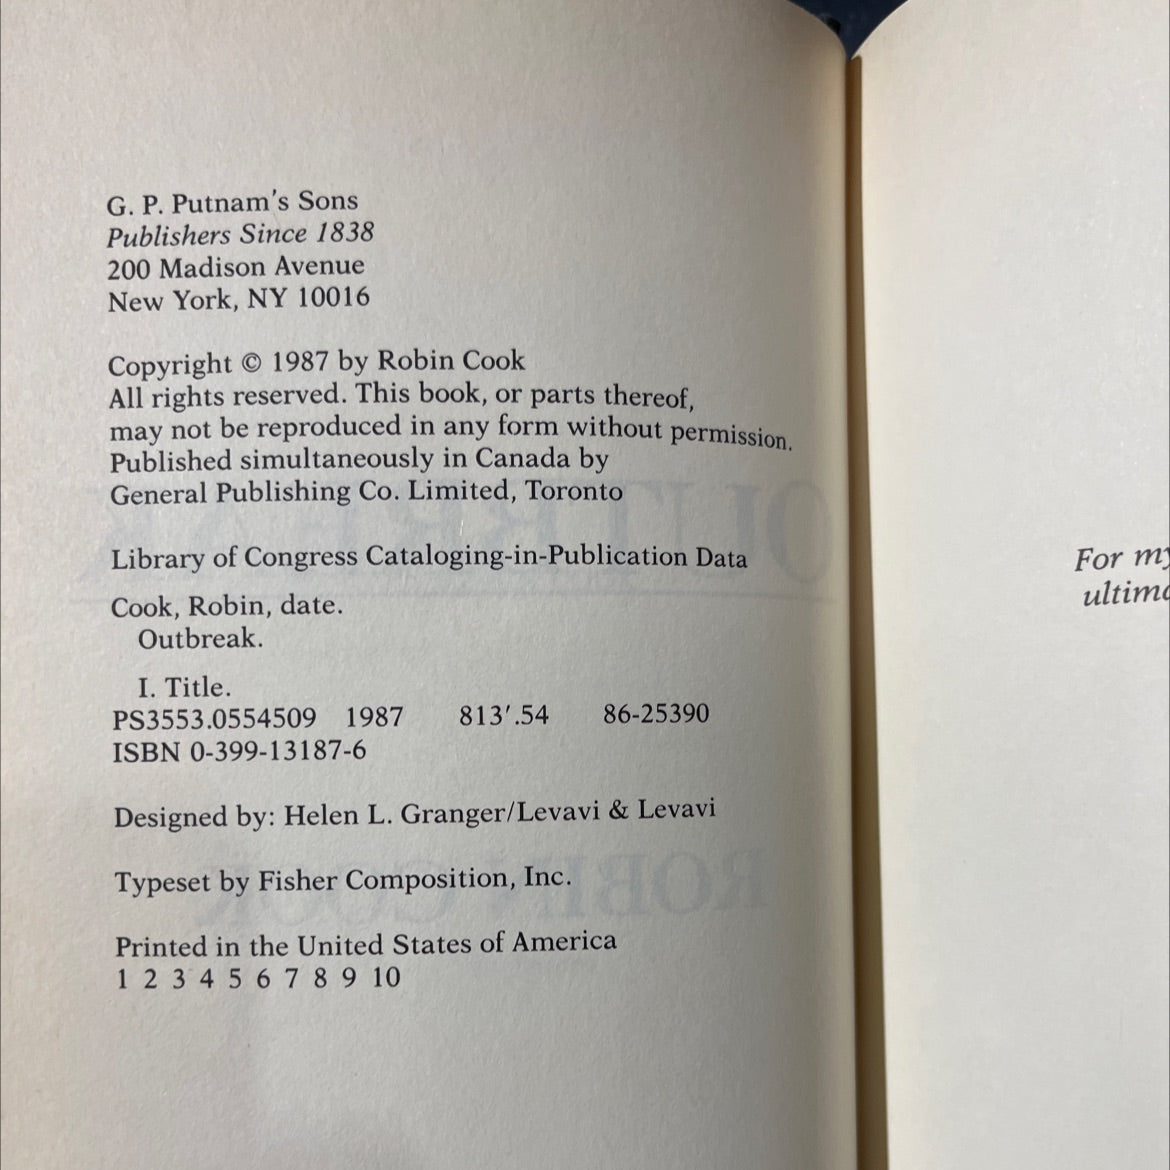 G. P. Putnam's Sons
Publishers Since 1838
200 Madison Avenue
New York, NY 10016
Copyright © 1987 by Robin Cook
All rights reserved. This book, or parts thereof,
may not be reproduced in any form without permission.
Published simultaneously in Canada by
General Publishing Co. Limited, Toronto
Library of Congress Cataloging-in-Publication Data
Cook, Robin, date.
Outbreak.
I. Title.
PS3553.0554509 1987 813′.54 86-25390
ISBN 0-399-13187-6
Designed by: Helen L. Granger/Levavi & Levavi
Typeset by Fisher Composition, Inc.
Printed in the United States of America
1 2 3 4 5 6 7 8 9 10
For my